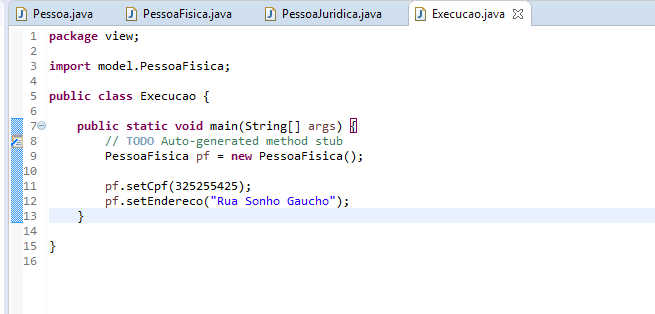 Pessoa.java PessoaFisica.java PessoaJuridica.java Execucao.java
1 package view;
2
3 import model.PessoaFisica;
4
5 public class Execucao {
6
7 public static void main(String[] args) {
8 // TODO Auto-generated method stub
9 PessoaFisica pf = new PessoaFisica();
10
11 pf.setCpf(325255425);
12 pf.setEndereco("Rua Sonho Gaucho");
13 }
14
15 }
16